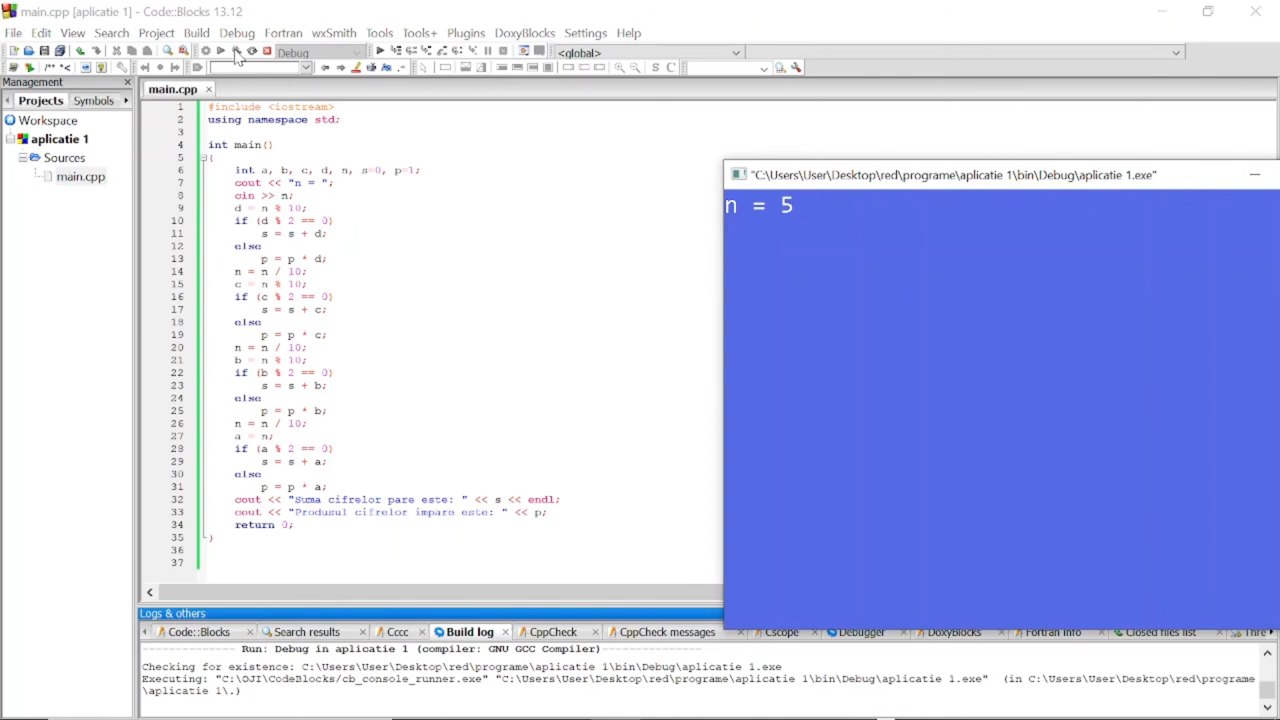 main.cpp [aplicatie 1] - Code::Blocks 13.12
File Edit View Search Project Build Debug Fortran wxSmith Tools Tools+ Plugins DoxyBlocks Settings Help
Debug
<global>
Management
Projects Symbols
Workspace
aplicatie 1
Sources
main.cpp
main.cpp
1 #include <iostream>
2 using namespace std;
3
4 int main()
5 {
6 int a, b, c, d, n, s=0, p=1;
7 cout << "n = ";
8 cin >> n;
9 d = n % 10;
10 if (d % 2 == 0)
11 s = s + d;
12 else
13 p = p * d;
14 n = n / 10;
15 c = n % 10;
16 if (c % 2 == 0)
17 s = s + c;
18 else
19 p = p * c;
20 n = n / 10;
21 b = n % 10;
22 if (b % 2 == 0)
23 s = s + b;
24 else
25 p = p * b;
26 n = n / 10;
27 a = n;
28 if (a % 2 == 0)
29 s = s + a;
30 else
31 p = p * a;
32 cout << "Suma cifrelor pare este: " << s << endl;
33 cout << "Produsul cifrelor impare este: " << p;
34 return 0;
35 }
36
37
"C:\Users\User\Desktop\red\programe\aplicatie 1\bin\Debug\aplicatie 1.exe"
n = 5
Logs & others
Code::Blocks Search results Cccc Build log CppCheck CppCheck messages Cscope Debugger DoxyBlocks Fortran info Closed files list Thre
-------------- Run: Debug in aplicatie 1 (compiler: GNU GCC Compiler)---------------
Checking for existence: C:\Users\User\Desktop\red\programe\aplicatie 1\bin\Debug\aplicatie 1.exe
Executing: "C:\OJI\CodeBlocks/cb_console_runner.exe" "C:\Users\User\Desktop\red\programe\aplicatie 1\bin\Debug\aplicatie 1.exe" (in C:\Users\User\Desktop\red\programe
\aplicatie 1\.)